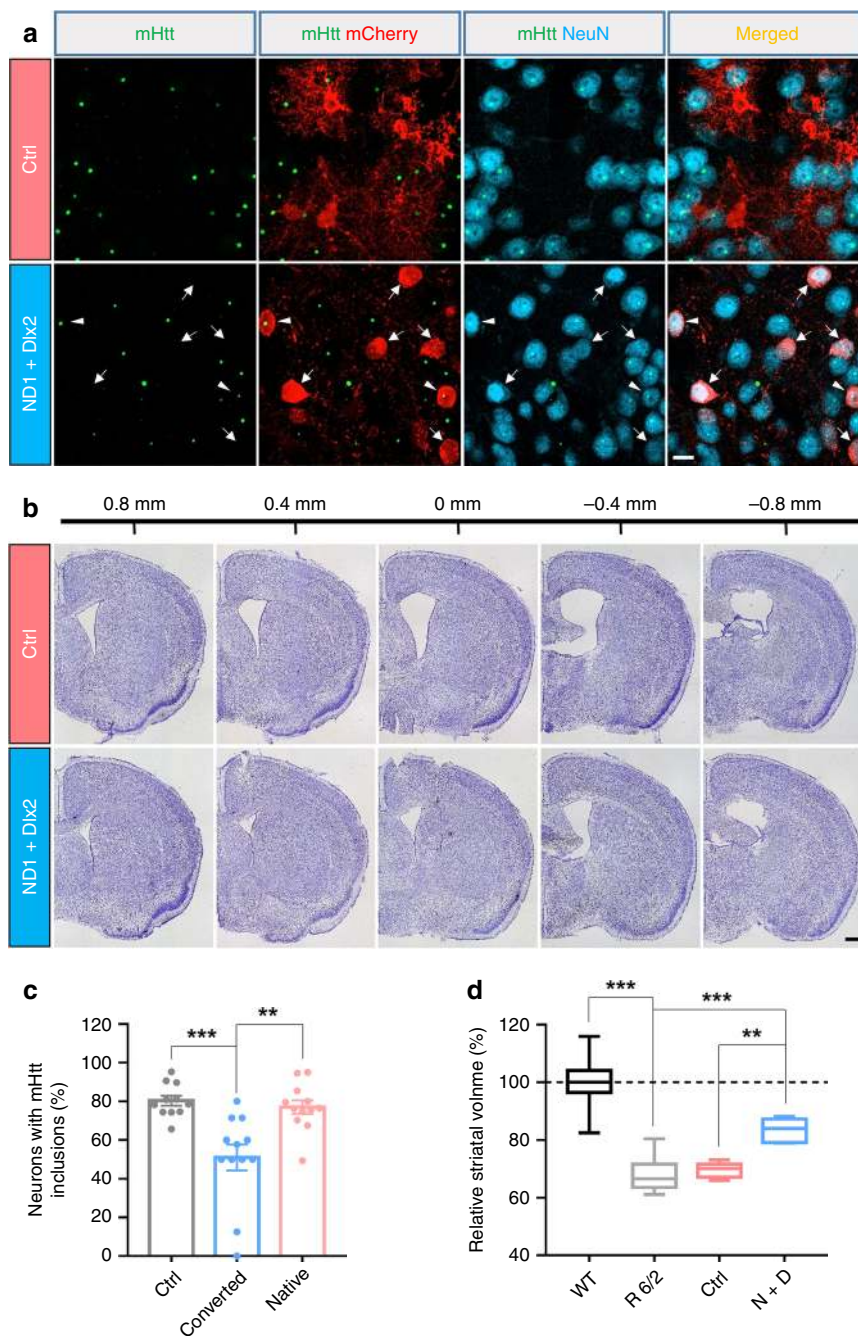 a
mHtt
mHtt mCherry
mHtt NeuN
Merged
Ctrl
ND1 + Dlx2
b
0.8 mm
0.4 mm
0 mm
–0.4 mm
–0.8 mm
Ctrl
ND1 + Dlx2
c
Neurons with mHtt
inclusions (%)
120
100
80
60
40
20
0
***
**
Ctrl
Converted
Native
d
Relative striatal volnme (%)
120
100
80
60
40
***
***
**
WT
R 6/2
Ctrl
N + D